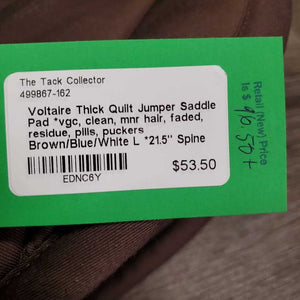 The Tack Collector
499867-162
Voltaire Thick Quilt Jumper Saddle
Pad *vgc, clean, mnr hair, faded,
residue, pills, puckers
Brown/Blue/White L *21.5" Spine
EDNC6Y
$53.50
Retail (New) Price
is $ 90.50+